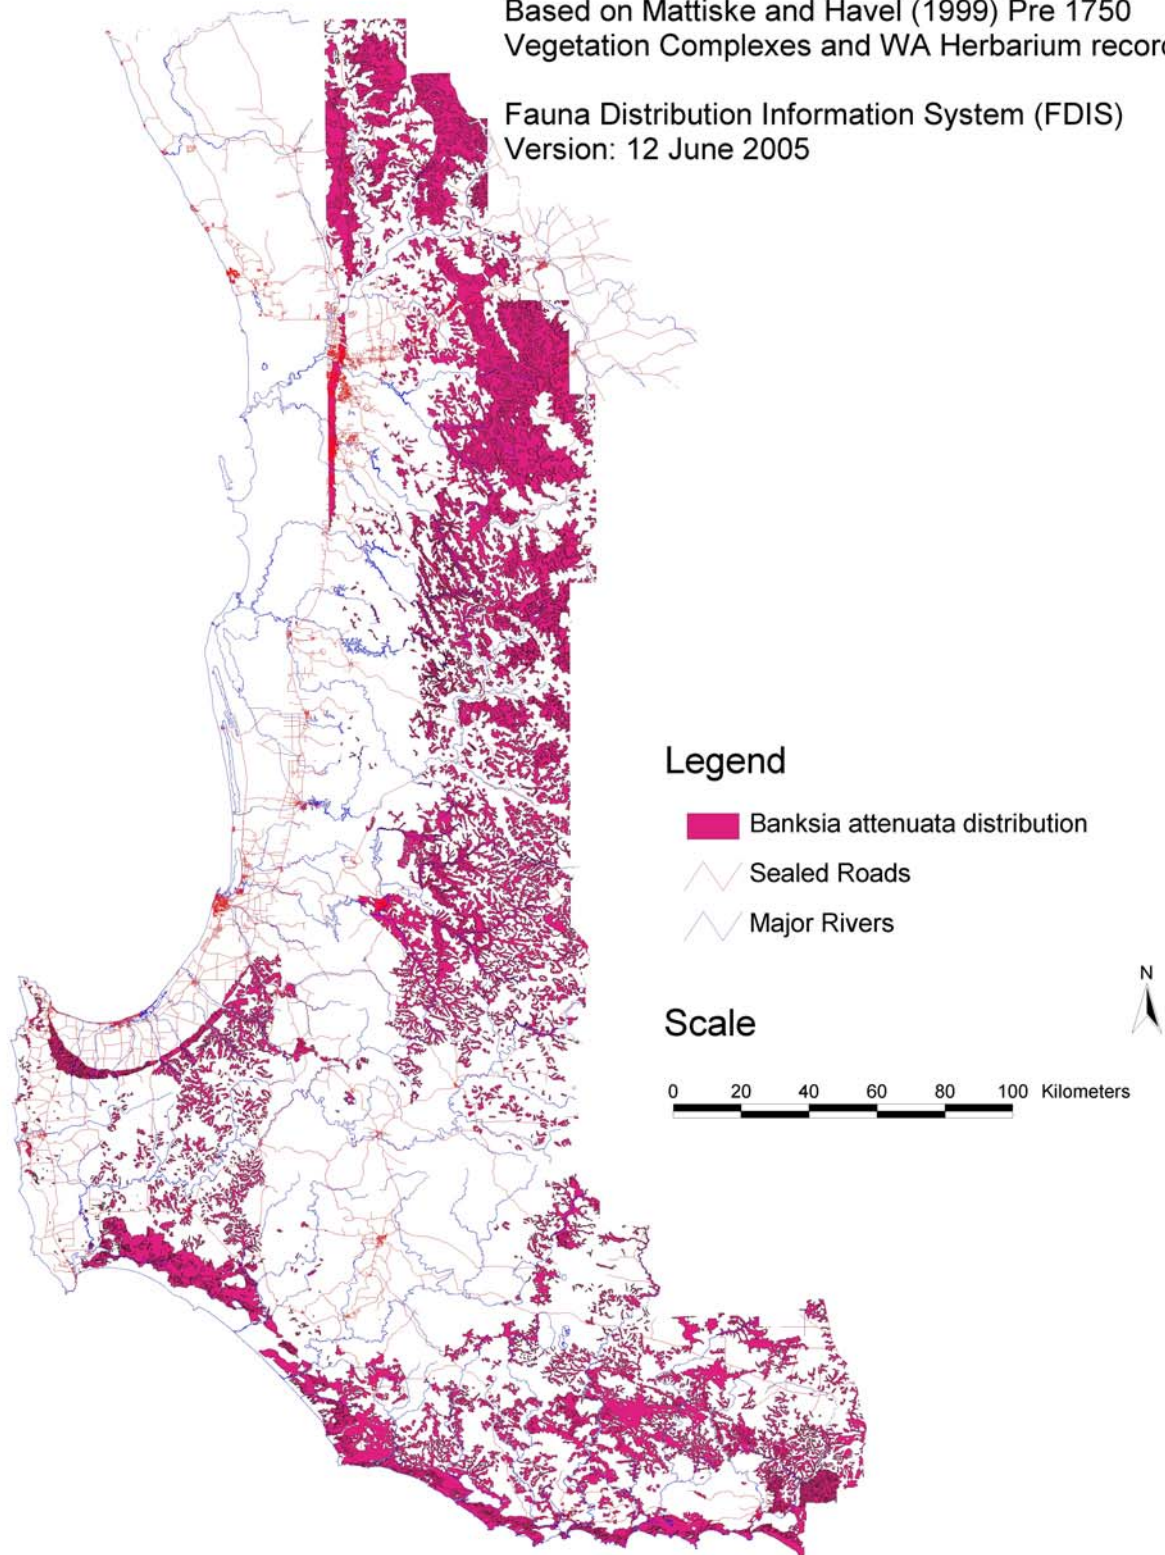 Based on Mattiske and Havel (1999) Pre 1750
Vegetation Complexes and WA Herbarium
Fauna Distribution Information System (FDIS)
Version: 12 June 2005
Legend
Banksia attenuata distribution
Sealed Roads
Major Rivers
N
Scale
0 20 40 60 80 100 Kilometers